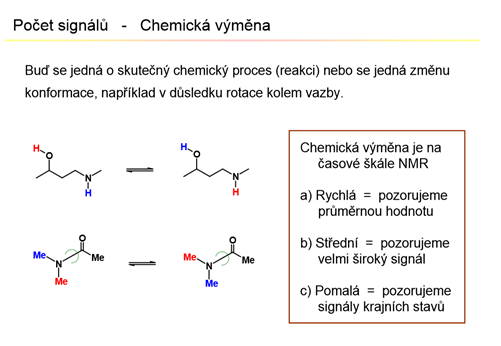 Počet signálů - Chemická výměna
Buď se jedná o skutečný chemický proces (reakci) nebo se jedná změnu
konformace, například v důsledku rotace kolem vazby.
H
O
N
H
H
O
N
H
Chemická výměna je na
časové škále NMR
a) Rychlá = pozorujeme
průměrnou hodnotu
b) Střední = pozorujeme
velmi široký signál
c) Pomalá = pozorujeme
signály krajních stavů
O
Me
N
Me
Me
O
Me
N
Me
Me